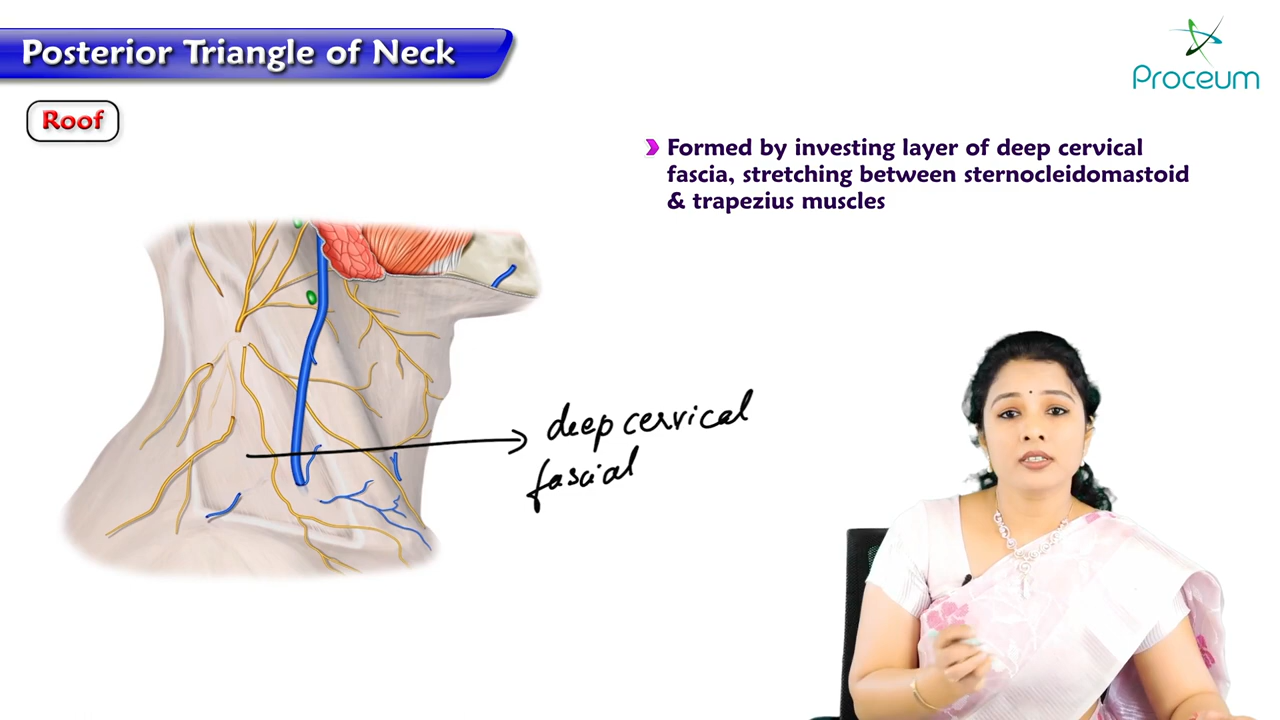 Posterior Triangle of Neck
Proceum
Roof
Formed by investing layer of deep cervical
fascia, stretching between sternocleidomastoid
& trapezius muscles
deep cervical
fascial